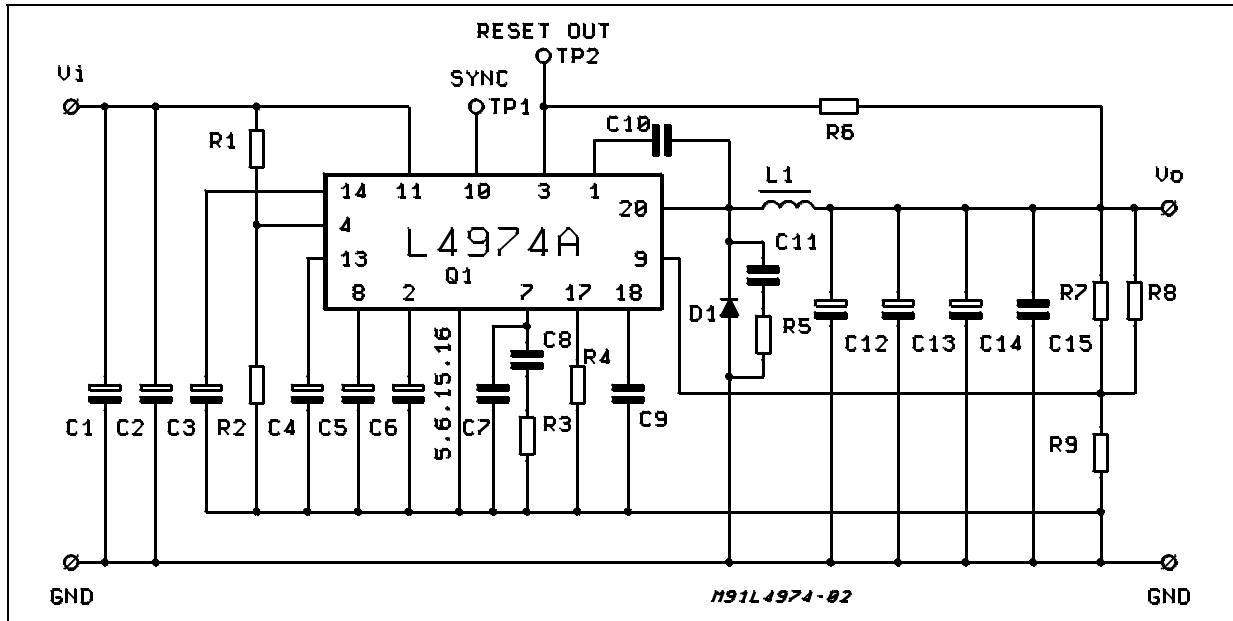 RESET OUT
TP2
Vi
SYNC
TP1
C10
R6
R1
L1
Vo
14
11
10
3
1
20
4
L4974A
C11
13
Q1
9
8
2
7
17
18
D1
R5
R7
R8
5.6.15.16
C8
R4
C12
C13
C14
C15
C1
C2
C3
R2
C4
C5
C6
C7
R3
C9
R9
GND
M91L4974-02
GND